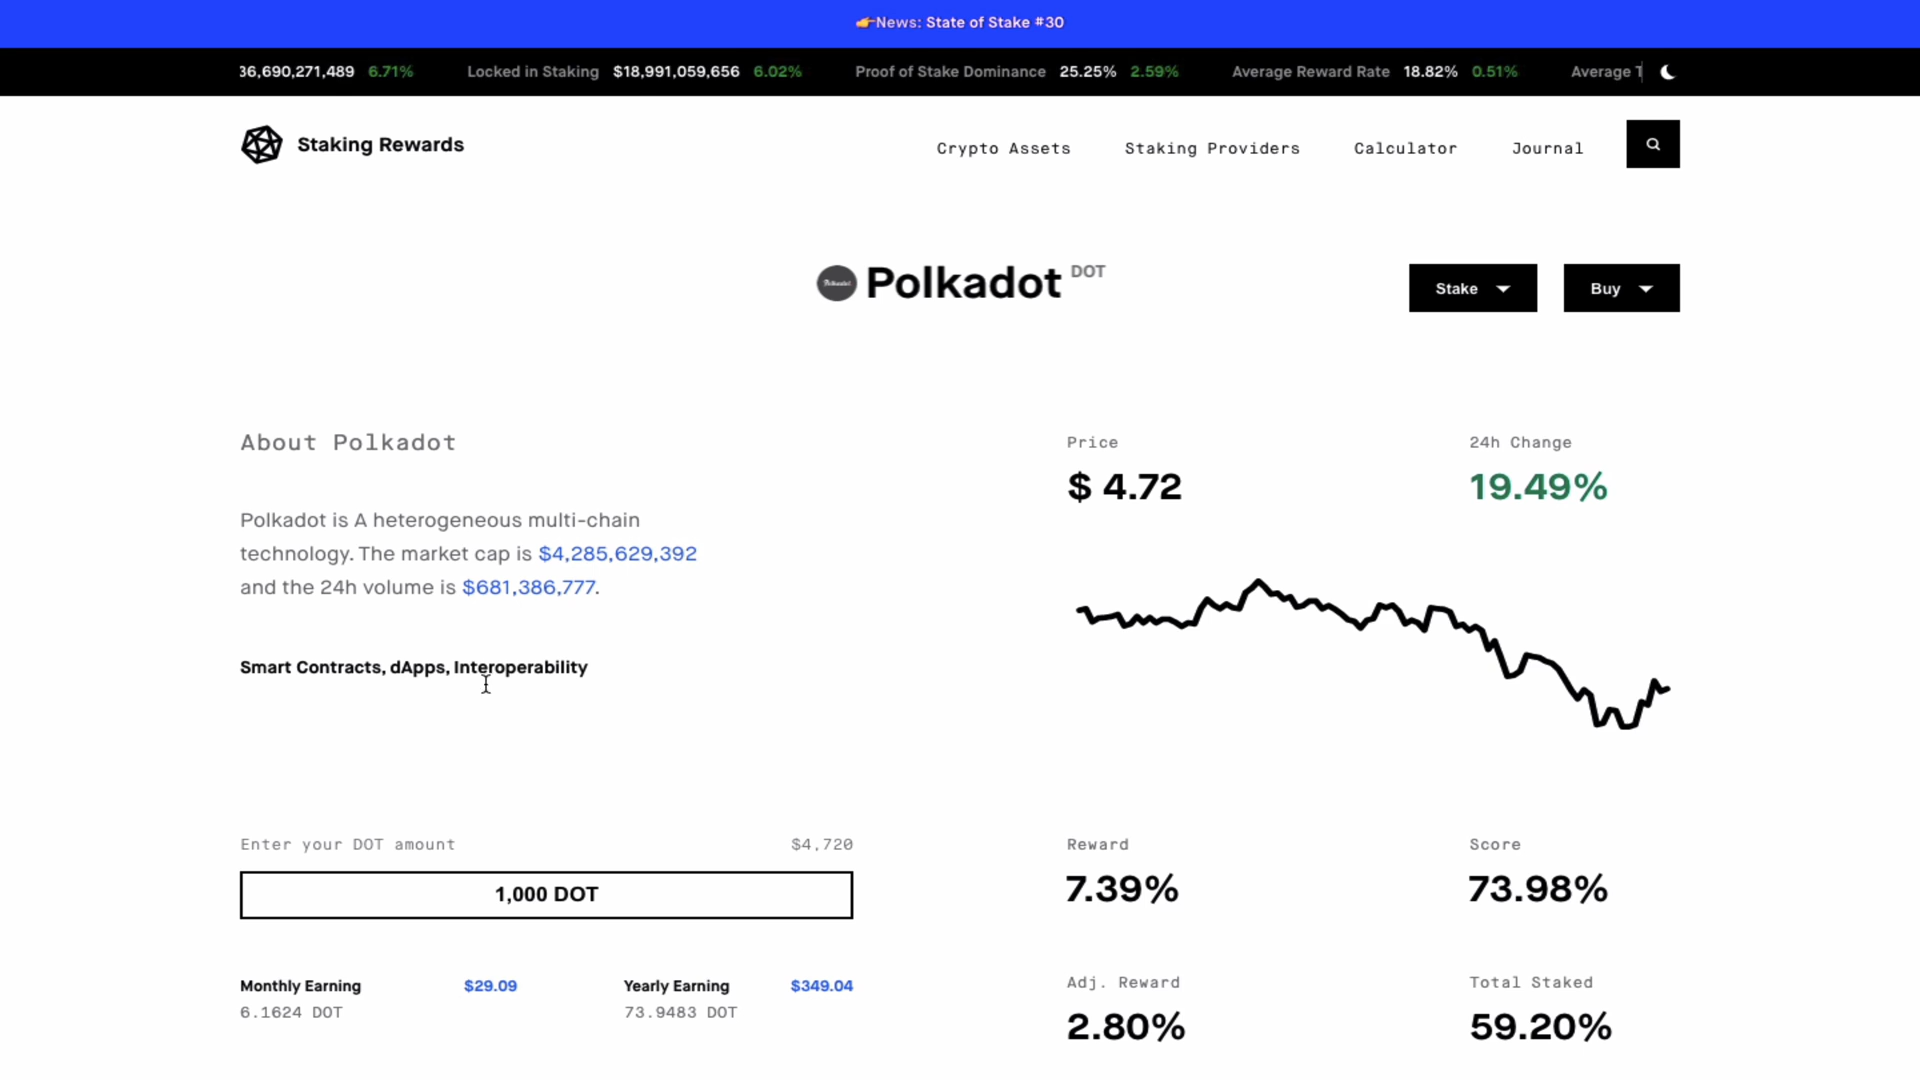 👉News: State of Stake #30
36,690,271,489 6.71% Locked in Staking $18,991,059,656 6.02% Proof of Stake Dominance 25.25% 2.59% Average Reward Rate 18.82% 0.51% Average
Staking Rewards
Crypto Assets Staking Providers Calculator Journal
Polkadot DOT
Stake Buy
About Polkadot
Polkadot is A heterogeneous multi-chain
technology. The market cap is $4,285,629,392
and the 24h volume is $681,386,777.
Smart Contracts, dApps, Interoperability
Price 24h Change
$ 4.72 19.49%
Enter your DOT amount $4,720
1,000 DOT
Monthly Earning $29.09 Yearly Earning $349.04
6.1624 DOT 73.9483 DOT
Reward Score
7.39% 73.98%
Adj. Reward Total Staked
2.80% 59.20%